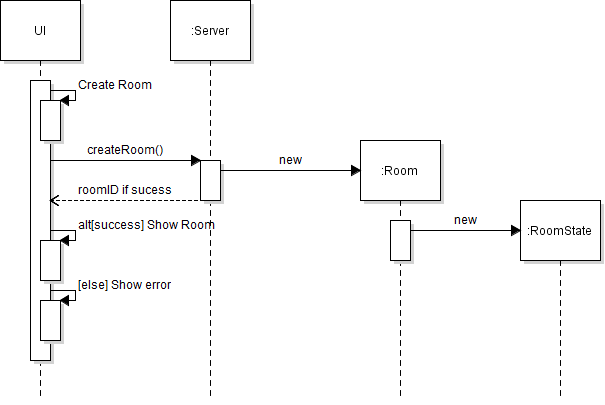 UI
:Server
Create Room
createRoom()
new
:Room
roomID if sucess
alt[success] Show Room
new
:RoomState
[else] Show error